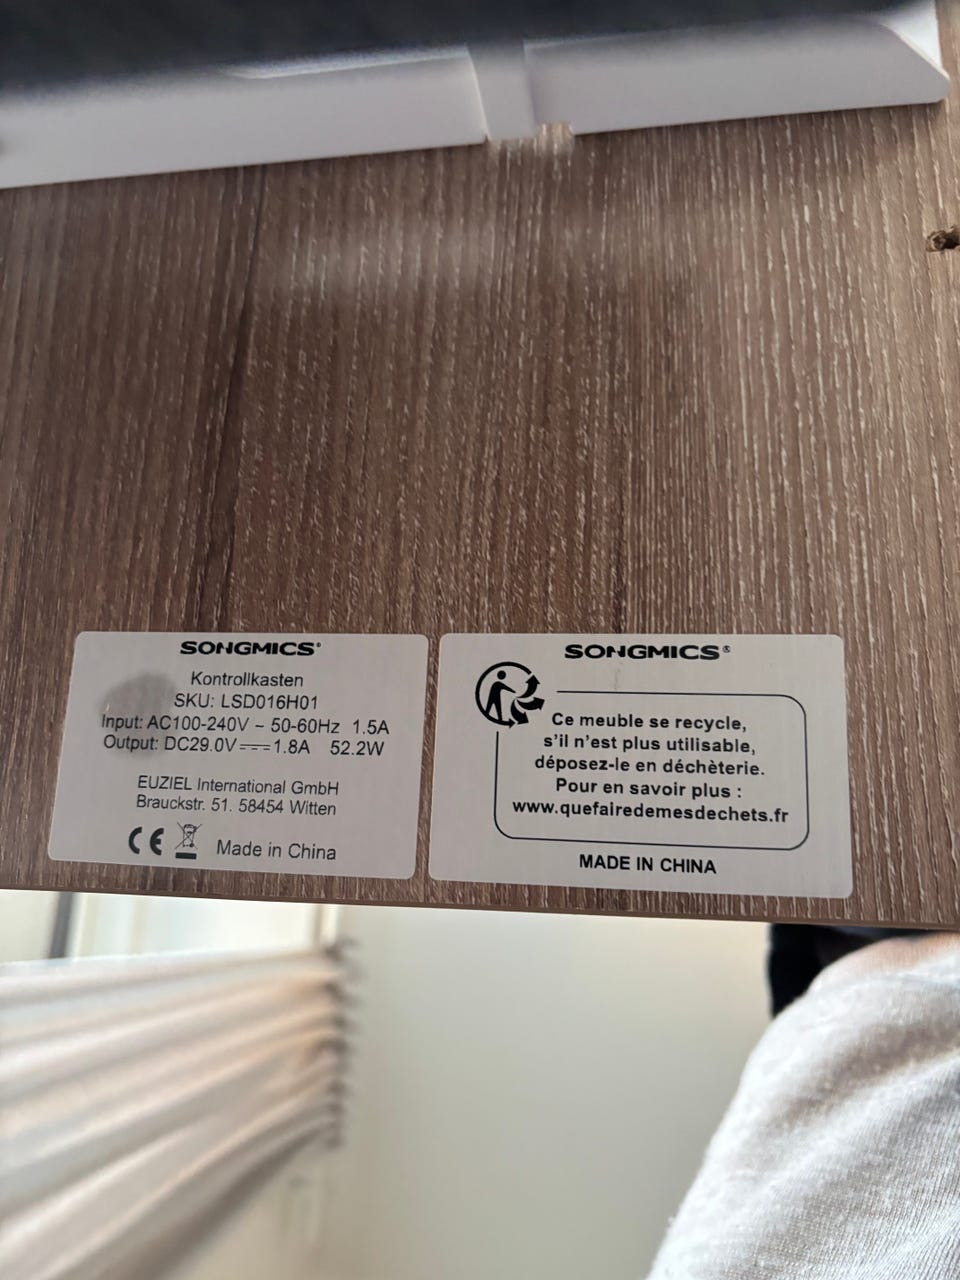 SONGMICS®
Kontrollkasten
SKU: LSD016H01
Input: AC100-240V ~ 50-60Hz 1.5A
Output: DC29.0V⎓1.8A 52.2W
EUZIEL International GmbH
Brauckstr. 51. 58454 Witten
CE Made in China
SONGMICS®
Ce meuble se recycle,
s'il n'est plus utilisable,
déposez-le en déchèterie.
Pour en savoir plus :
www.quefairedemesdechets.fr
MADE IN CHINA